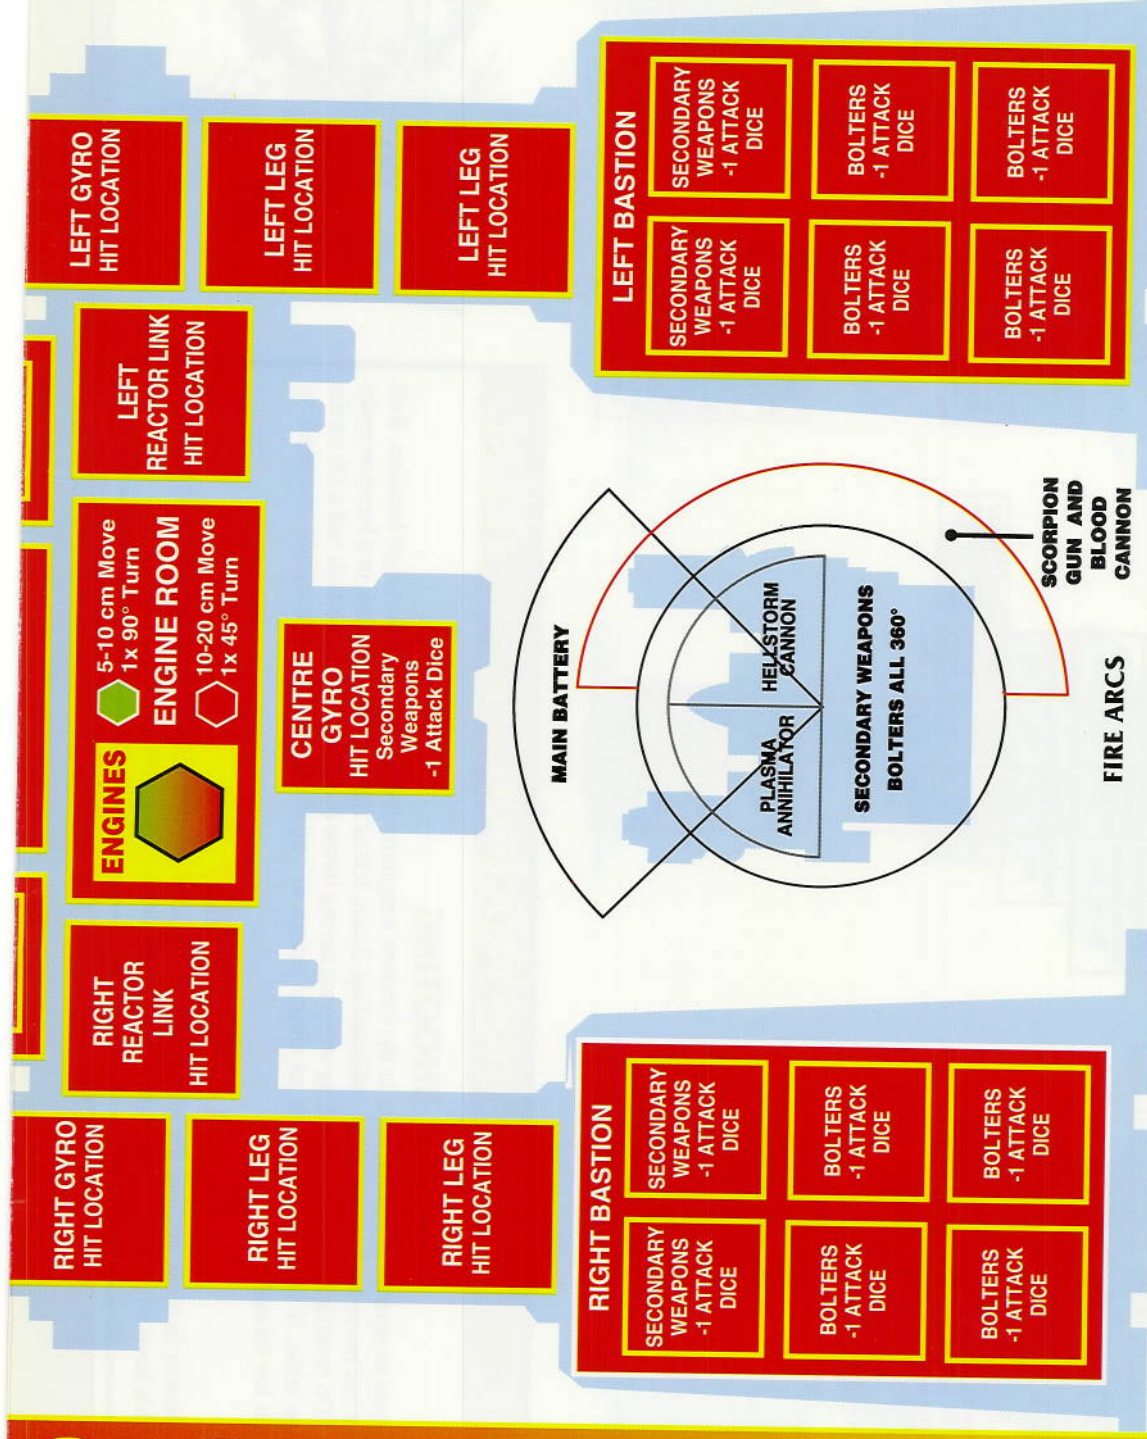 LEFT GYRO
HIT LOCATION
LEFT LEG
HIT LOCATION
LEFT LEG
HIT LOCATION
LEFT
REACTOR LINK
HIT LOCATION
ENGINES
5-10 cm Move
1x 90° Turn
ENGINE ROOM
10-20 cm Move
1x 45° Turn
CENTRE
GYRO
HIT LOCATION
Secondary
Weapons
-1 Attack Dice
RIGHT
REACTOR
LINK
HIT LOCATION
RIGHT GYRO
HIT LOCATION
RIGHT LEG
HIT LOCATION
RIGHT LEG
HIT LOCATION
LEFT BASTION
SECONDARY
WEAPONS
-1 ATTACK
DICE
SECONDARY
WEAPONS
-1 ATTACK
DICE
BOLTERS
-1 ATTACK
DICE
BOLTERS
-1 ATTACK
DICE
BOLTERS
-1 ATTACK
DICE
BOLTERS
-1 ATTACK
DICE
MAIN BATTERY
PLASMA
ANNIHILATOR
HELLSTORM
CANNON
SECONDARY WEAPONS
BOLTERS ALL 360°
SCORPION
GUN AND
BLOOD
CANNON
FIRE ARCS
RIGHT BASTION
SECONDARY
WEAPONS
-1 ATTACK
DICE
SECONDARY
WEAPONS
-1 ATTACK
DICE
BOLTERS
-1 ATTACK
DICE
BOLTERS
-1 ATTACK
DICE
BOLTERS
-1 ATTACK
DICE
BOLTERS
-1 ATTACK
DICE